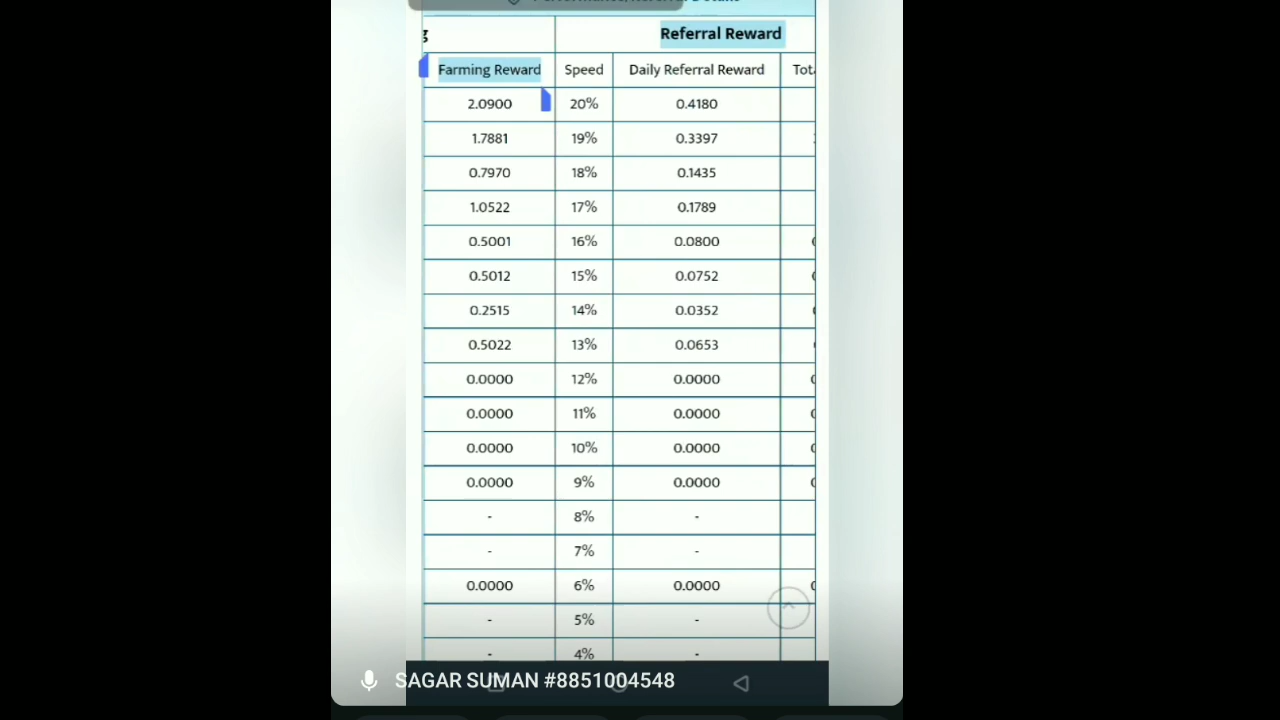 Referral Reward
Farming Reward Speed Daily Referral Reward
2.0900 20% 0.4180
1.7881 19% 0.3397
0.7970 18% 0.1435
1.0522 17% 0.1789
0.5001 16% 0.0800
0.5012 15% 0.0752
0.2515 14% 0.0352
0.5022 13% 0.0653
0.0000 12% 0.0000
0.0000 11% 0.0000
0.0000 10% 0.0000
0.0000 9% 0.0000
- 8% -
- 7% -
0.0000 6% 0.0000
- 5% -
- 4% -
SAGAR SUMAN #8851004548